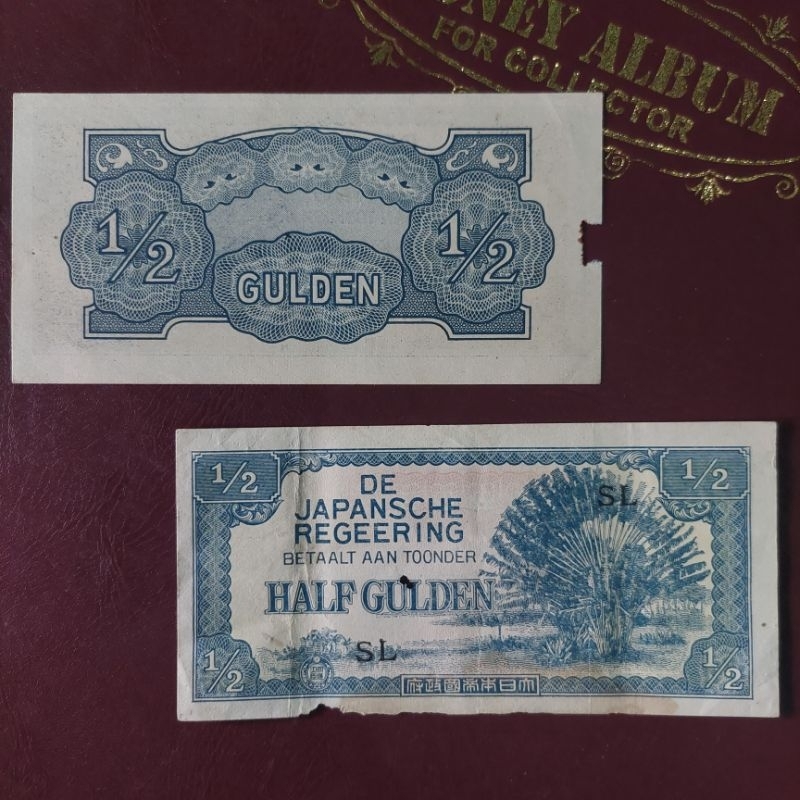 NEY ALBUM
FOR COLLECTOR
1/2
1/2
GULDEN
1/2
1/2
DE
JAPANSCHE
REGEERING
BETAALT AAN TOONDER
SL
HALF GULDEN
SL
1/2
1/2
府政國帝本日大